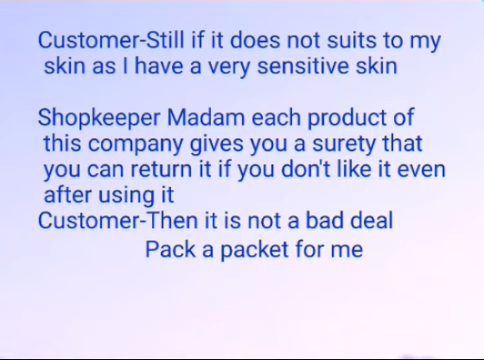 Customer-Still if it does not suits to my
skin as I have a very sensitive skin
Shopkeeper Madam each product of
this company gives you a surety that
you can return it if you don't like it even
after using it
Customer-Then it is not a bad deal
Pack a packet for me